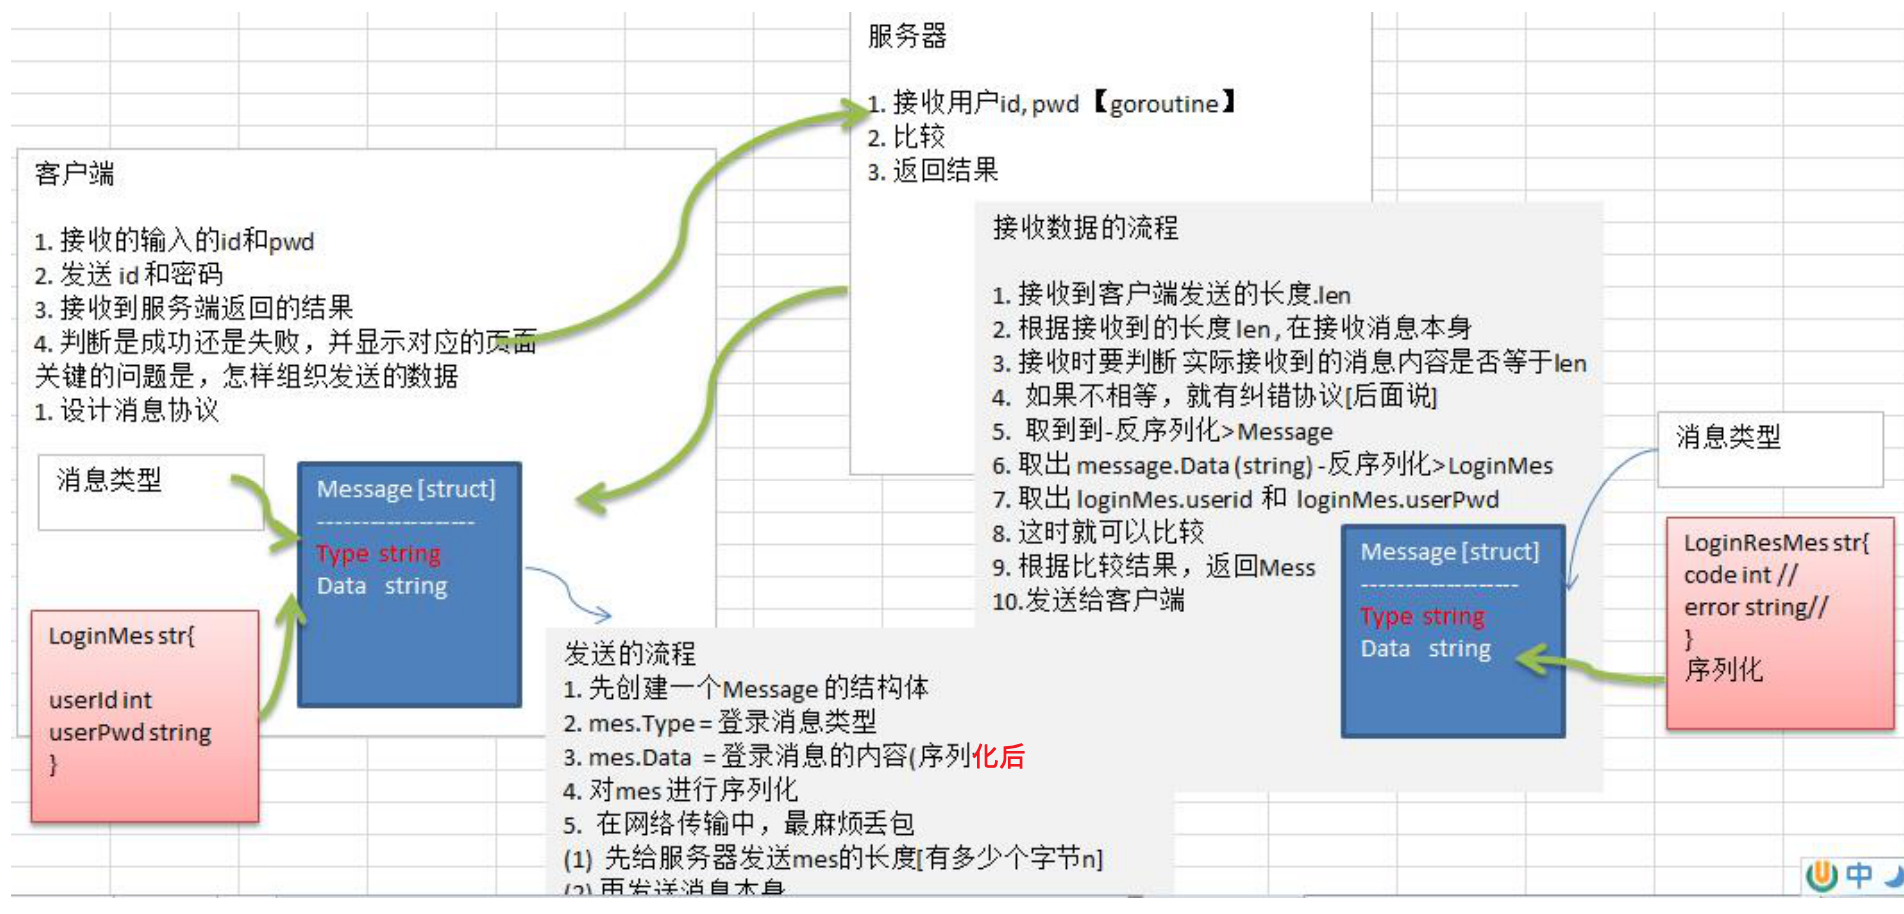 服务器
1. 接收用户id, pwd【goroutine】
2. 比较
3. 返回结果
客户端
1. 接收的输入的id和pwd
2. 发送 id 和密码
3. 接收到服务端返回的结果
4. 判断是成功还是失败，并显示对应的页面
关键的问题是，怎样组织发送的数据
1. 设计消息协议
消息类型
Message [struct]
-------------------
Type string
Data string
LoginMes str{
userId int
userPwd string
}
发送的流程
1. 先创建一个Message 的结构体
2. mes.Type = 登录消息类型
3. mes.Data = 登录消息的内容(序列化后
4. 对mes 进行序列化
5. 在网络传输中，最麻烦丢包
(1) 先给服务器发送mes的长度[有多少个字节n]
(2) 再发送消息本身
接收数据的流程
1. 接收到客户端发送的长度.len
2. 根据接收到的长度 len , 在接收消息本身
3. 接收时要判断 实际接收到的消息内容是否等于len
4. 如果不相等，就有纠错协议[后面说]
5. 取到到-反序列化>Message
6. 取出 message.Data (string) -反序列化>LoginMes
7. 取出 loginMes.userid 和 loginMes.userPwd
8. 这时就可以比较
9. 根据比较结果，返回Mess
10.发送给客户端
Message [struct]
-------------------
Type string
Data string
消息类型
LoginResMes str{
code int //
error string//
}
序列化
中